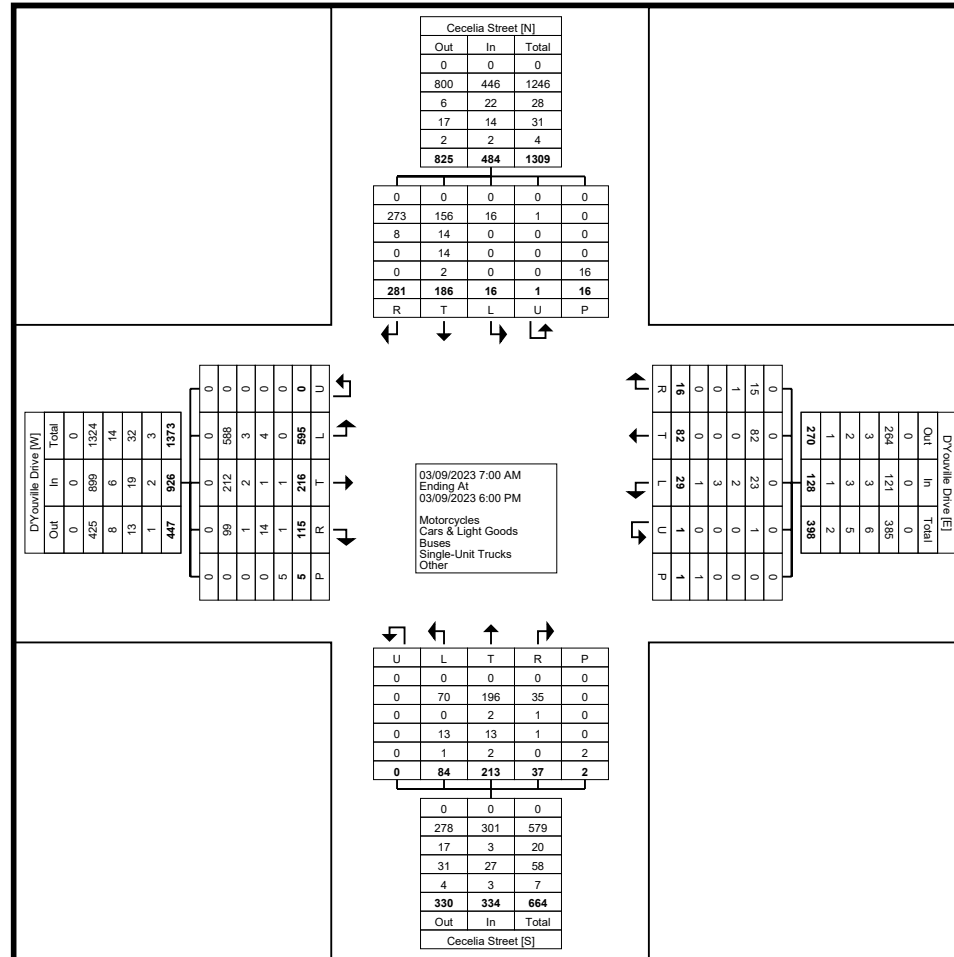 Cecelia Street [N]
Out In Total
0 0 0
800 446 1246
6 22 28
17 14 31
2 2 4
825 484 1309
0 0 0 0 0
273 156 16 1 0
8 14 0 0 0
0 14 0 0 0
0 2 0 0 16
281 186 16 1 16
R T L U P
D'Youville Drive [W]
Out In Total
0 0 0
425 899 1324
8 6 14
13 19 32
1 2 3
447 926 1373
0 0 0 0 0
0 99 212 588 0
0 1 2 3 0
0 14 1 4 0
5 1 1 0 0
5 115 216 595 0
P R T L U
03/09/2023 7:00 AM
Ending At
03/09/2023 6:00 PM
Motorcycles
Cars & Light Goods
Buses
Single-Unit Trucks
Other
D'Youville Drive [E]
Out In Total
0 0 0
264 121 385
3 3 6
2 3 5
1 1 2
270 128 398
0 0 0 0 0
15 82 23 1 0
1 0 2 0 0
0 0 3 0 0
0 0 1 0 1
16 82 29 1 1
R T L U P
U L T R P
0 0 0 0 0
0 70 196 35 0
0 0 2 1 0
0 13 13 1 0
0 1 2 0 2
0 84 213 37 2
0 0 0
278 301 579
17 3 20
31 27 58
4 3 7
330 334 664
Out In Total
Cecelia Street [S]